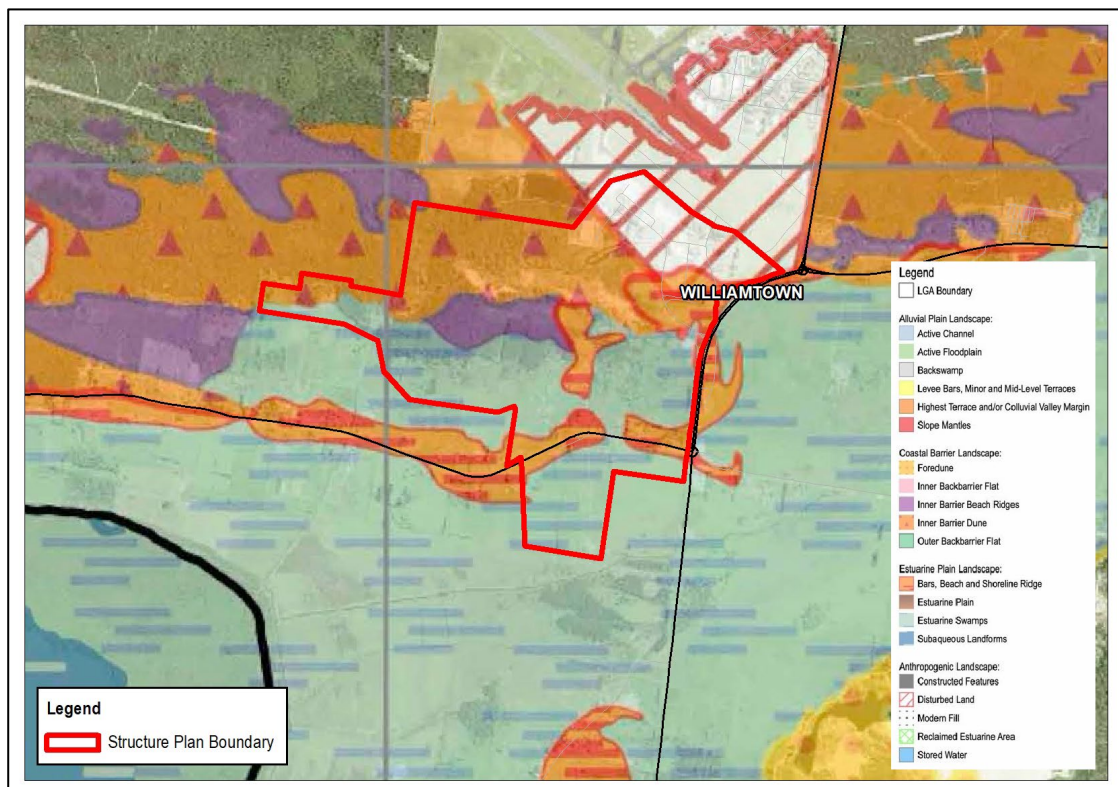 WILLIAMTOWN
Legend
LGA Boundary
Alluvial Plain Landscape:
Active Channel
Active Floodplain
Backswamp
Levee Bars, Minor and Mid-Level Terraces
Highest Terrace and/or Colluvial Valley Margin
Slope Mantles
Coastal Barrier Landscape:
Foredune
Inner Backbarrier Flat
Inner Barrier Beach Ridges
Inner Barrier Dune
Outer Backbarrier Flat
Estuarine Plain Landscape:
Bars, Beach and Shoreline Ridge
Estuarine Plain
Estuarine Swamps
Subaqueous Landforms
Anthropogenic Landscape:
Constructed Features
Disturbed Land
Modern Fill
Reclaimed Estuarine Area
Stored Water
Legend
Structure Plan Boundary